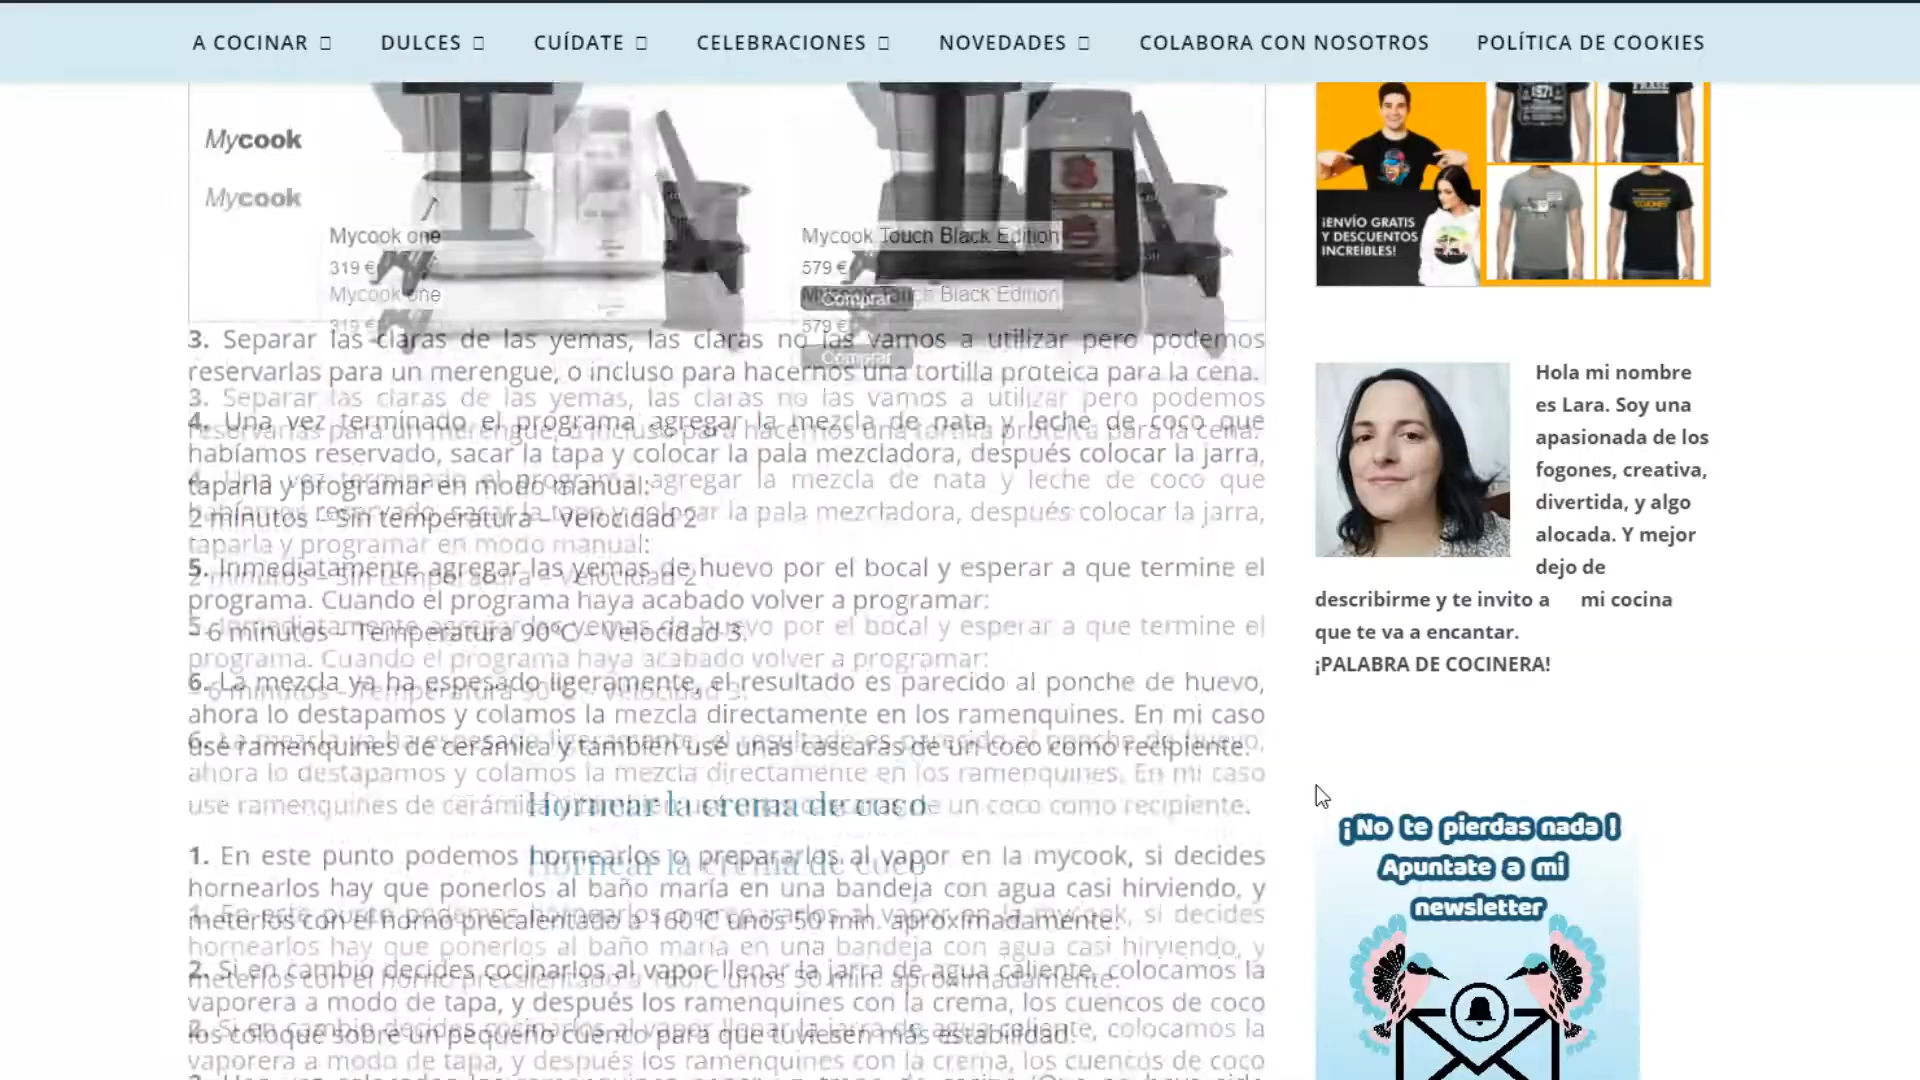 A COCINAR
DULCES
CUÍDATE
CELEBRACIONES
NOVEDADES
COLABORA CON NOSOTROS
POLÍTICA DE COOKIES
Mycook
Mycook
Mycook one
319 €
Mycook one
319 €
Mycook Touch Black Edition
579 €
Comprar
Mycook Touch Black Edition
579 €
Comprar
3. Separar las claras de las yemas, las claras no las vamos a utilizar pero podemos
reservarlas para un merengue, o incluso para hacernos una tortilla proteica para la cena.
4. Una vez terminado el programa agregar la mezcla de nata y leche de coco que
habíamos reservado, sacar la tapa y colocar la pala mezcladora, después colocar la jarra,
taparla y programar en modo manual:
2 minutos – Sin temperatura – Velocidad 2
5. Inmediatamente agregar las yemas de huevo por el bocal y esperar a que termine el
programa. Cuando el programa haya acabado volver a programar:
– 6 minutos – Temperatura 90ºC – Velocidad 3.
6. La mezcla ya ha espesado ligeramente, el resultado es parecido al ponche de huevo,
ahora lo destapamos y colamos la mezcla directamente en los ramenquines. En mi caso
use ramenquines de cerámica y también usé unas cascaras de un coco como recipiente.
Hornear la crema de coco
1. En este punto podemos hornearlos o prepararlos al vapor en la mycook, si decides
hornearlos hay que ponerlos al baño maría en una bandeja con agua casi hirviendo, y
meterlos con el horno precalentado a 160ºC unos 50 min. aproximadamente.
2. Si en cambio decides cocinarlos al vapor llenar la jarra de agua caliente, colocamos la
vaporera a modo de tapa, y después los ramenquines con la crema, los cuencos de coco
los coloqué sobre un pequeño cuenco para que tuviesen más estabilidad.
1971
FRASE
¡ENVÍO GRATIS
Y DESCUENTOS
INCREÍBLES!
Hola mi nombre
es Lara. Soy una
apasionada de los
fogones, creativa,
divertida, y algo
alocada. Y mejor
dejo de
describirme y te invito a mi cocina
que te va a encantar.
¡PALABRA DE COCINERA!
¡No te pierdas nada !
Apuntate a mi
newsletter